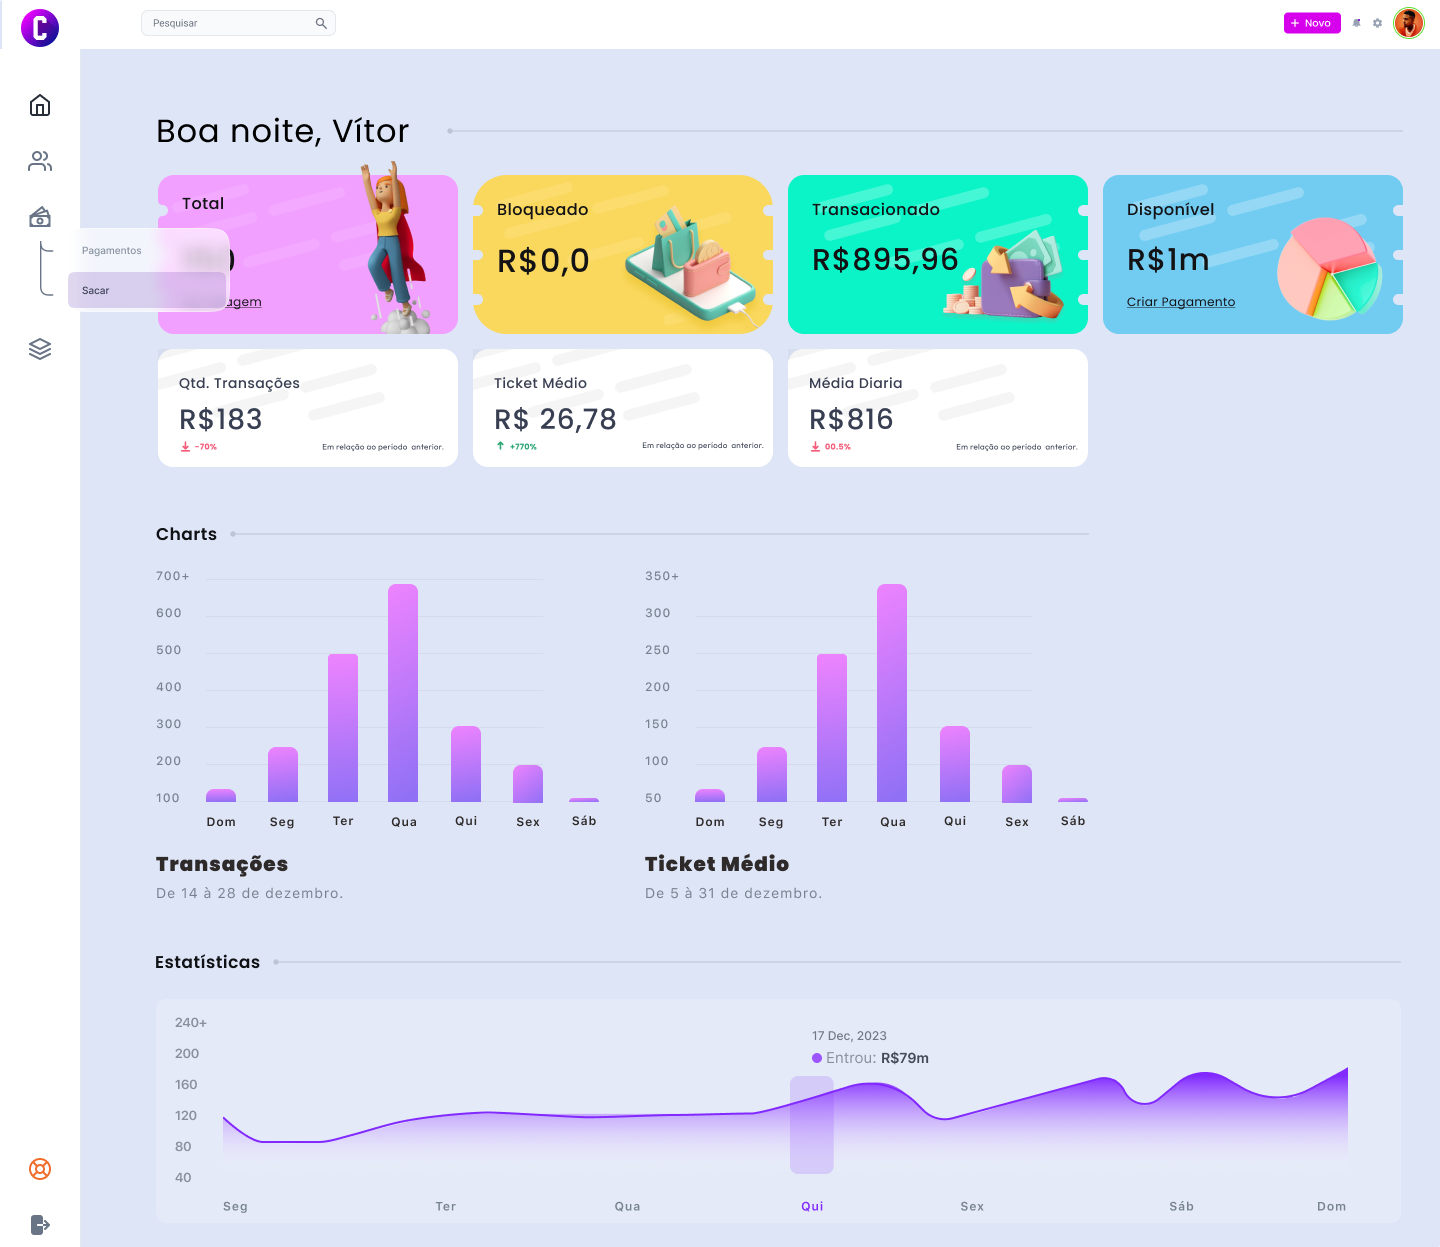 C
Pesquisar
+ Novo
Boa noite, Vítor
Total
Bloqueado
R$0,0
Transacionado
R$895,96
Disponível
R$1m
Criar Pagamento
Pagamentos
Sacar
Qtd. Transações
R$183
-70%
Em relação ao período anterior.
Ticket Médio
R$ 26,78
+770%
Em relação ao período anterior.
Média Diaria
R$816
00.5%
Em relação ao período anterior.
Charts
700+
600
500
400
300
200
100
Dom Seg Ter Qua Qui Sex Sáb
Transações
De 14 à 28 de dezembro.
350+
300
250
200
150
100
50
Dom Seg Ter Qua Qui Sex Sáb
Ticket Médio
De 5 à 31 de dezembro.
Estatísticas
240+
200
160
120
80
40
17 Dec, 2023
Entrou: R$79m
Seg Ter Qua Qui Sex Sáb Dom